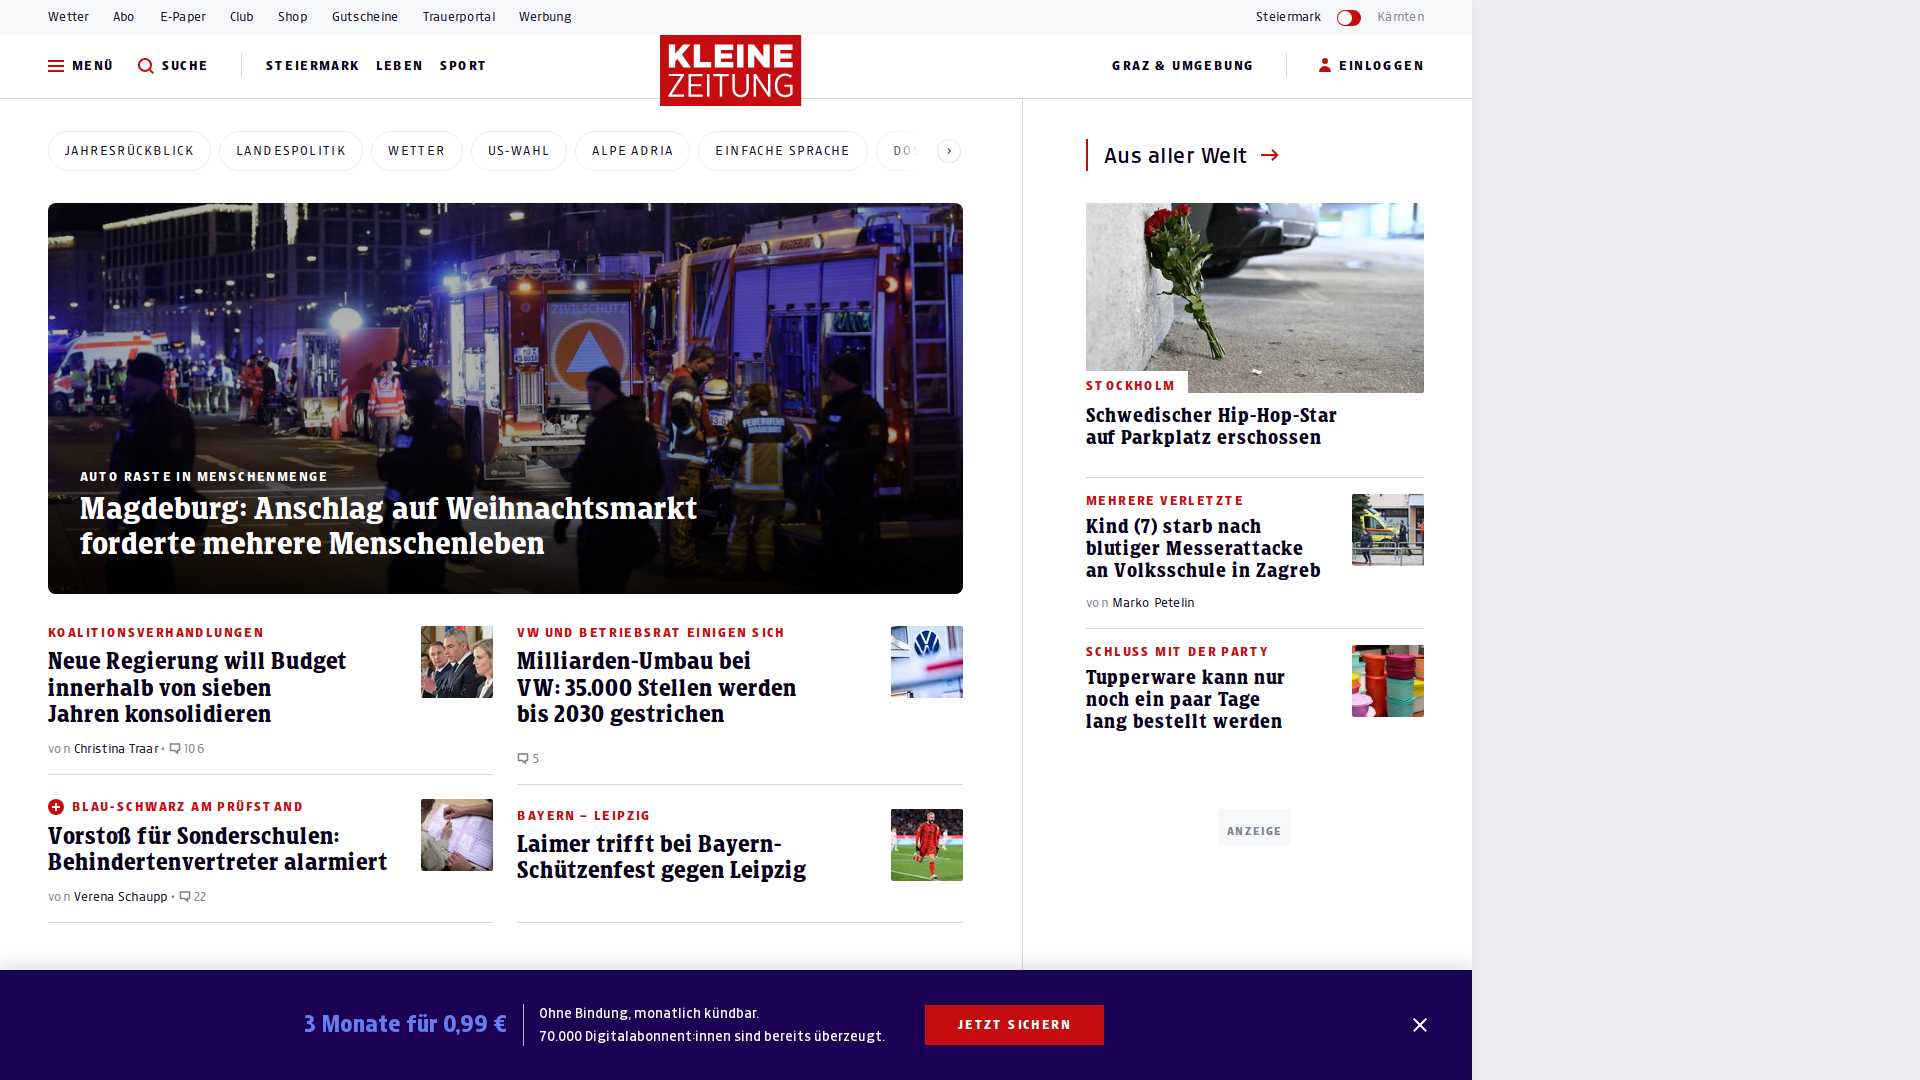 Wetter Abo E-Paper Club Shop Gutscheine Trauerportal Werbung
Steiermark Kärnten
MENÜ SUCHE STEIERMARK LEBEN SPORT
KLEINE
ZEITUNG
GRAZ & UMGEBUNG EINLOGGEN
JAHRESRÜCKBLICK LANDESPOLITIK WETTER US-WAHL ALPE ADRIA EINFACHE SPRACHE
ZIVILSCHUTZ
FEUERWEHR
AUTO RASTE IN MENSCHENMENGE
Magdeburg: Anschlag auf Weihnachtsmarkt
forderte mehrere Menschenleben
KOALITIONSVERHANDLUNGEN
Neue Regierung will Budget
innerhalb von sieben
Jahren konsolidieren
von Christina Traar • 106
BLAU-SCHWARZ AM PRÜFSTAND
Vorstoß für Sonderschulen:
Behindertenvertreter alarmiert
von Verena Schaupp • 22
VW UND BETRIEBSRAT EINIGEN SICH
Milliarden-Umbau bei
VW: 35.000 Stellen werden
bis 2030 gestrichen
5
BAYERN – LEIPZIG
Laimer trifft bei Bayern-
Schützenfest gegen Leipzig
Aus aller Welt
STOCKHOLM
Schwedischer Hip-Hop-Star
auf Parkplatz erschossen
MEHRERE VERLETZTE
Kind (7) starb nach
blutiger Messerattacke
an Volksschule in Zagreb
von Marko Petelin
SCHLUSS MIT DER PARTY
Tupperware kann nur
noch ein paar Tage
lang bestellt werden
ANZEIGE
3 Monate für 0,99 €
Ohne Bindung, monatlich kündbar.
70.000 Digitalabonnent:innen sind bereits überzeugt.
JETZT SICHERN